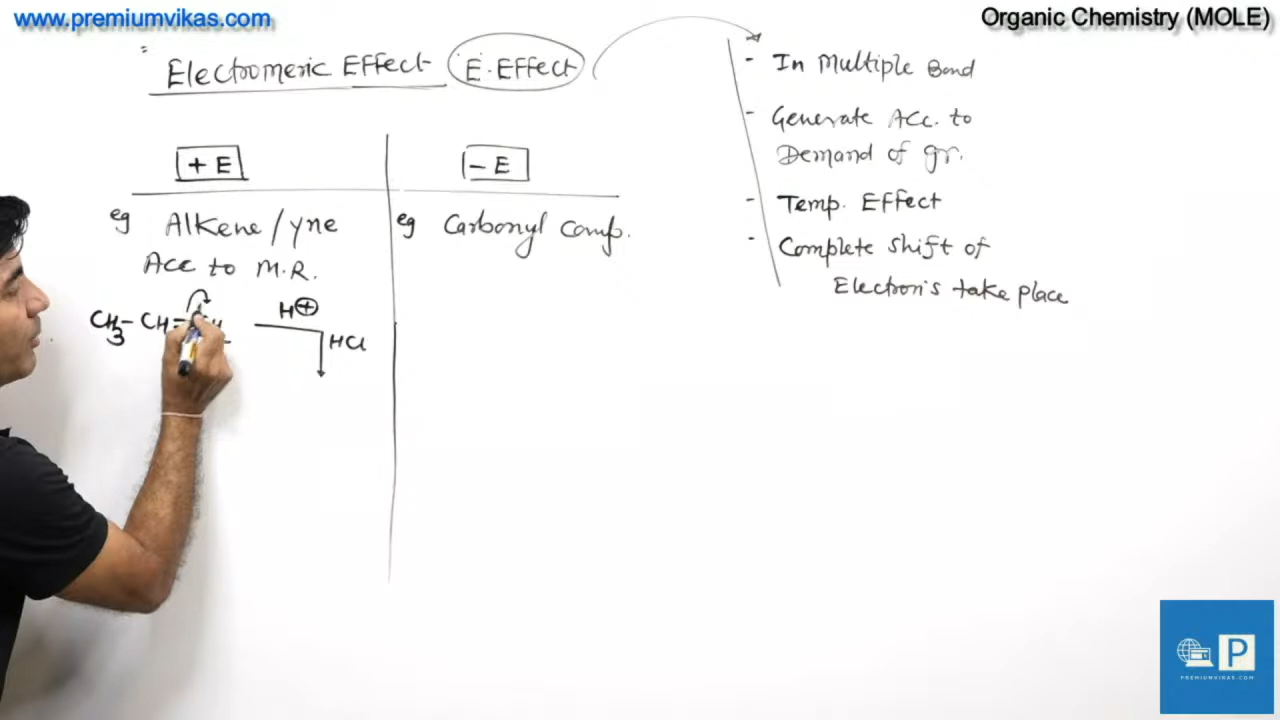 www.premiumvikas.com
Organic Chemistry (MOLE)
Electromeric Effect E. Effect
+ E
- E
eg Alkene/yne
Acc to M.R.
CH3- CH=
H⊕
HCl
eg Carbonyl Comp.
- In Multiple Bond
- Generate Acc. to
Demand of gr.
- Temp. Effect
- Complete Shift of
Electron's take place
P
PREMIUMVIKAS.COM